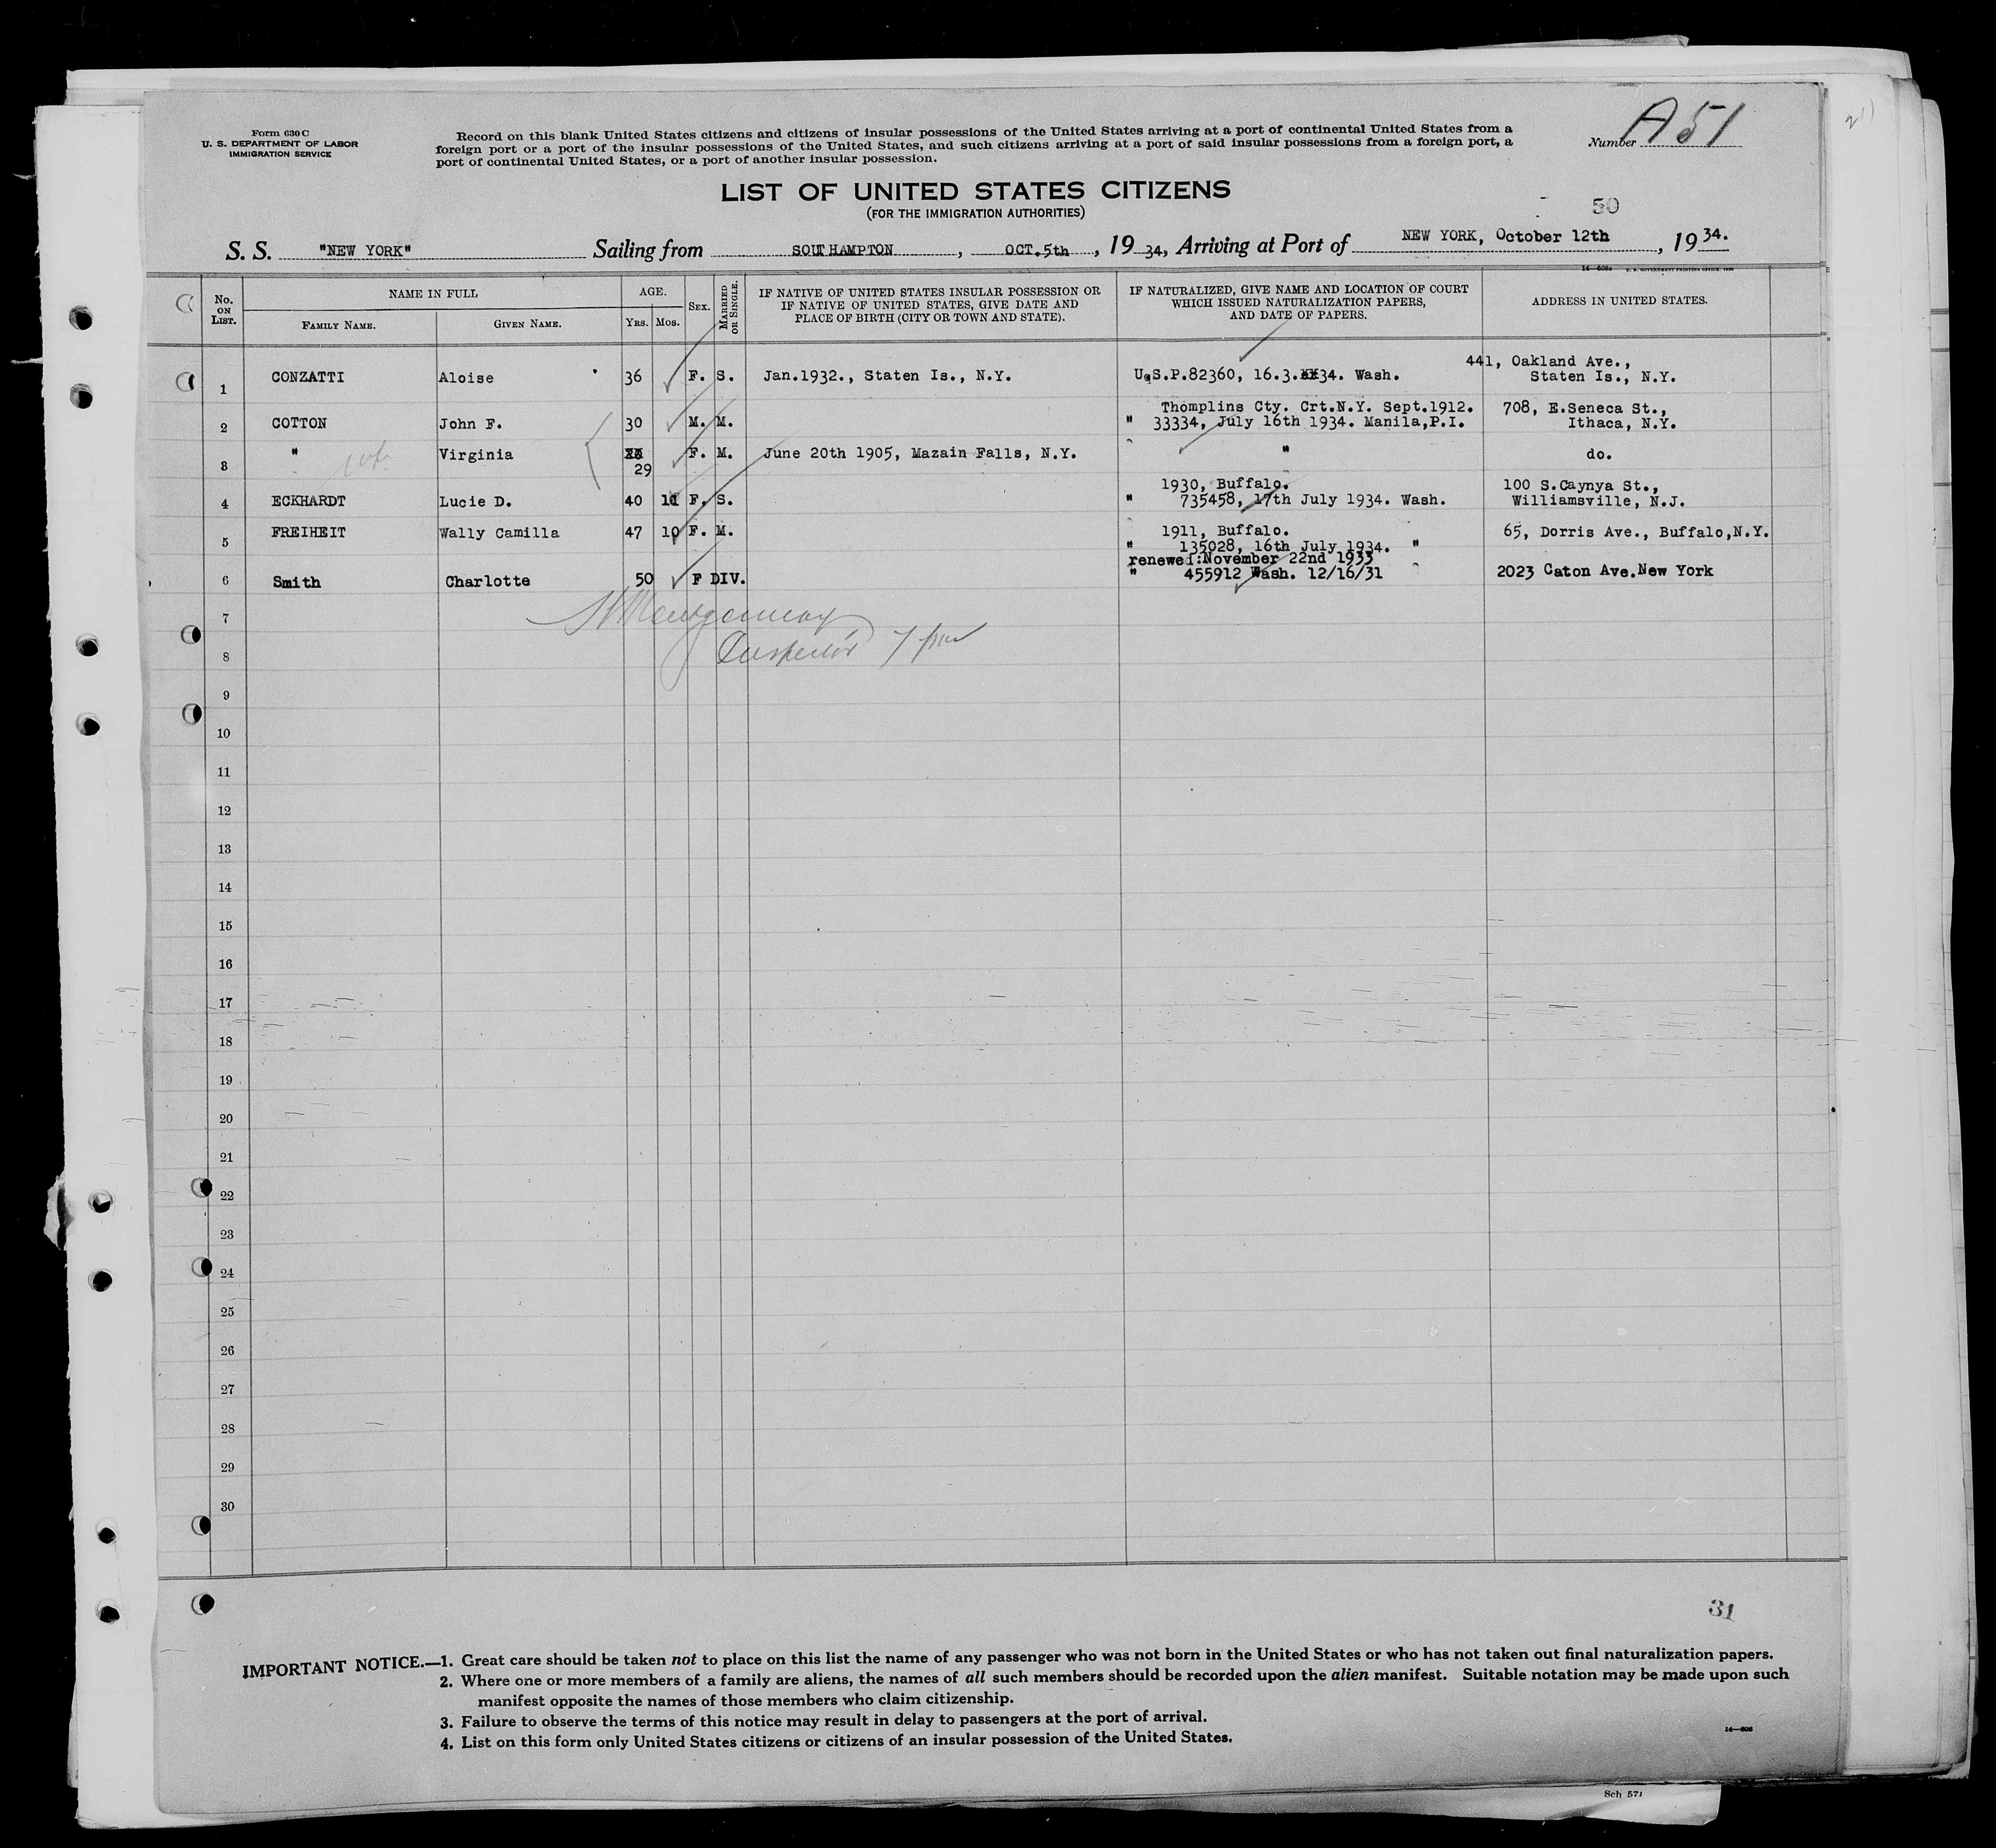 Form 630 C
U. S. DEPARTMENT OF LABOR
IMMIGRATION SERVICE
Record on this blank United States citizens and citizens of insular possessions of the United States arriving at a port of continental United States from a
foreign port or a port of the insular possessions of the United States, and such citizens arriving at a port of said insular possessions from a foreign port, a
port of continental United States, or a port of another insular possession.
Number A 51
LIST OF UNITED STATES CITIZENS
(FOR THE IMMIGRATION AUTHORITIES)
50
S. S. "NEW YORK" Sailing from SOUTHAMPTON, OCT.5th, 19 34, Arriving at Port of NEW YORK, October 12th, 19 34.
No. ON LIST. NAME IN FULL FAMILY NAME. GIVEN NAME. AGE. YRS. MOS. SEX. MARRIED OR SINGLE.
IF NATIVE OF UNITED STATES INSULAR POSSESSION OR
IF NATIVE OF UNITED STATES, GIVE DATE AND
PLACE OF BIRTH (CITY OR TOWN AND STATE).
IF NATURALIZED, GIVE NAME AND LOCATION OF COURT
WHICH ISSUED NATURALIZATION PAPERS,
AND DATE OF PAPERS.
ADDRESS IN UNITED STATES.
1 CONZATTI Aloise 36 F. S. Jan.1932., Staten Is., N.Y. U.S.P.82360, 16.3.34. Wash. 441, Oakland Ave.,
Staten Is., N.Y.
Thomplins Cty. Crt.N.Y. Sept.1912. 708, E.Seneca St.,
2 COTTON John F. 30 M. M. " 33334, July 16th 1934. Manila,P.I. Ithaca, N.Y.
3 " Virginia 29 F. M. June 20th 1905, Mazain Falls, N.Y. " " do.
1930, Buffalo. 100 S.Caynya St.,
4 ECKHARDT Lucie D. 40 11 F. S. " 735458, 17th July 1934. Wash. Williamsville, N.J.
5 FREIHEIT Wally Camilla 47 10 F. M. 1911, Buffalo. 65, Dorris Ave., Buffalo,N.Y.
" 135028, 16th July 1934. "
renewed:November 22nd 1933
6 Smith Charlotte 50 F DIV. " 455912 Wash. 12/16/31 " 2023 Caton Ave.New York
7
Montgomery
8
Inspector
9
10
11
12
13
14
15
16
17
18
19
20
21
22
23
24
25
26
27
28
29
30
31
IMPORTANT NOTICE.—1. Great care should be taken not to place on this list the name of any passenger who was not born in the United States or who has not taken out final naturalization papers.
2. Where one or more members of a family are aliens, the names of all such members should be recorded upon the alien manifest. Suitable notation may be made upon such
manifest opposite the names of those members who claim citizenship.
3. Failure to observe the terms of this notice may result in delay to passengers at the port of arrival.
4. List on this form only United States citizens or citizens of an insular possession of the United States.
Sch 571